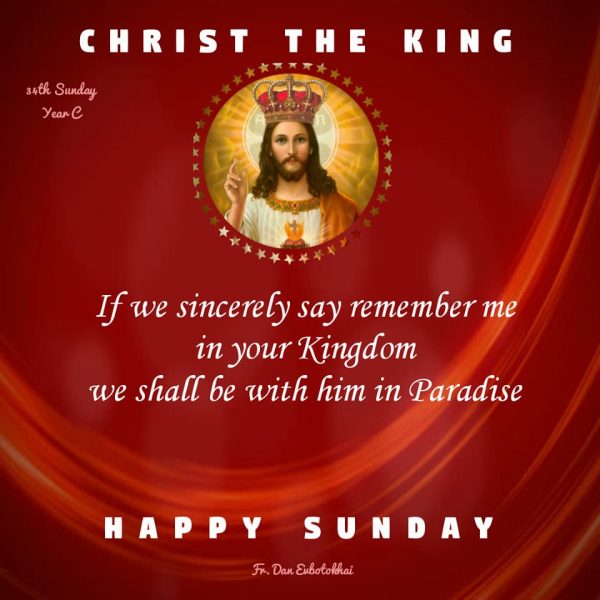 CHRIST THE KING
34th Sunday
Year C
If we sincerely say remember me
in your Kingdom
we shall be with him in Paradise
HAPPY SUNDAY
Fr. Dan Evbotokhai